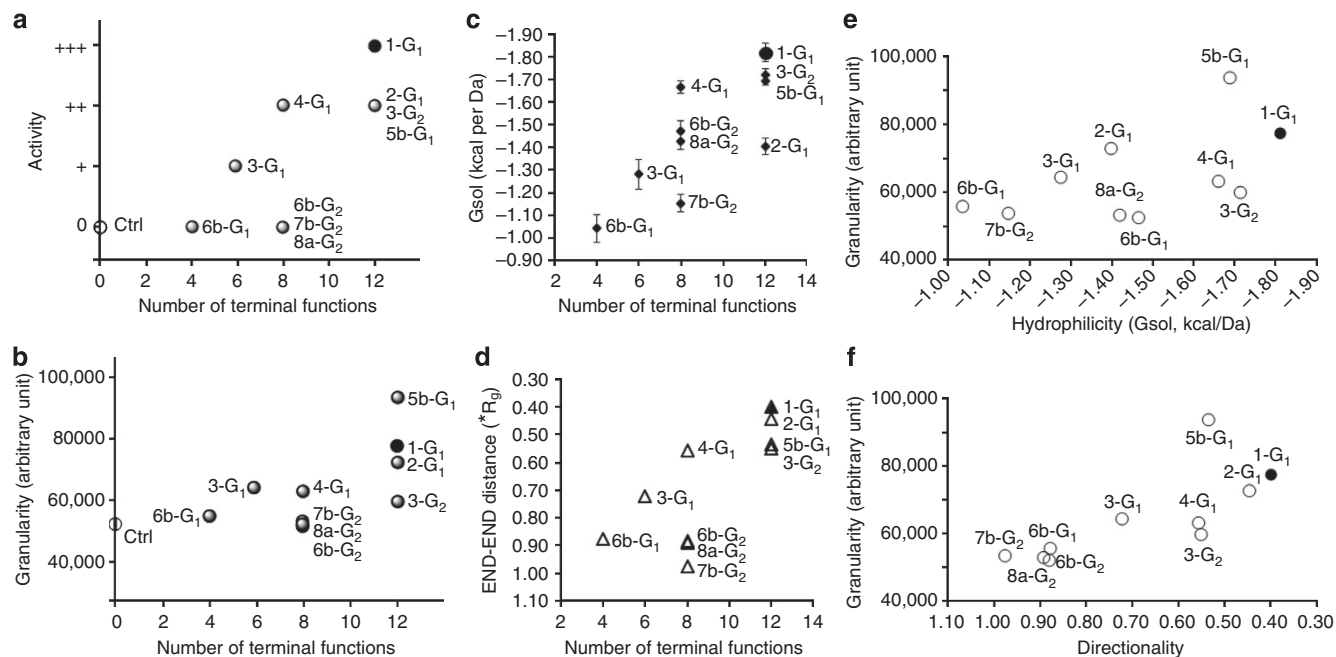 a
Activity
+++
++
+
0
1-G₁
4-G₁
2-G₁
3-G₂
5b-G₁
3-G₁
6b-G₂
7b-G₂
8a-G₂
Ctrl
6b-G₁
0 2 4 6 8 10 12
Number of terminal functions
b
Granularity (arbitrary unit)
100,000
80000
60,000
40,000
5b-G₁
1-G₁
2-G₁
3-G₂
3-G₁
4-G₁
6b-G₁
7b-G₂
8a-G₂
6b-G₂
Ctrl
0 2 4 6 8 10 12
Number of terminal functions
c
Gsol (kcal per Da)
−1.90
−1.80
−1.70
−1.60
−1.50
−1.40
−1.30
−1.20
−1.10
−1.00
−0.90
1-G₁
3-G₂
5b-G₁
4-G₁
6b-G₂
8a-G₂
2-G₁
3-G₁
7b-G₂
6b-G₁
2 4 6 8 10 12 14
Number of terminal functions
d
END-END distance (*Rg)
0.30
0.40
0.50
0.60
0.70
0.80
0.90
1.00
1.10
1-G₁
2-G₁
5b-G₁
3-G₂
4-G₁
3-G₁
6b-G₁
6b-G₂
8a-G₂
7b-G₂
2 4 6 8 10 12 14
Number of terminal functions
e
Granularity (arbitrary unit)
100,000
80,000
60,000
40,000
5b-G₁
1-G₁
2-G₁
3-G₁
4-G₁
6b-G₁
8a-G₂
7b-G₂
6b-G₁
3-G₂
−1.00 −1.10 −1.20 −1.30 −1.40 −1.50 −1.60 −1.70 −1.80 −1.90
Hydrophilicity (Gsol, kcal/Da)
f
Granularity (arbitrary unit)
100,000
80,000
60,000
40,000
5b-G₁
1-G₁
2-G₁
3-G₁
4-G₁
7b-G₂
6b-G₁
8a-G₂
6b-G₂
3-G₂
1.10 1.00 0.90 0.80 0.70 0.60 0.50 0.40 0.30
Directionality